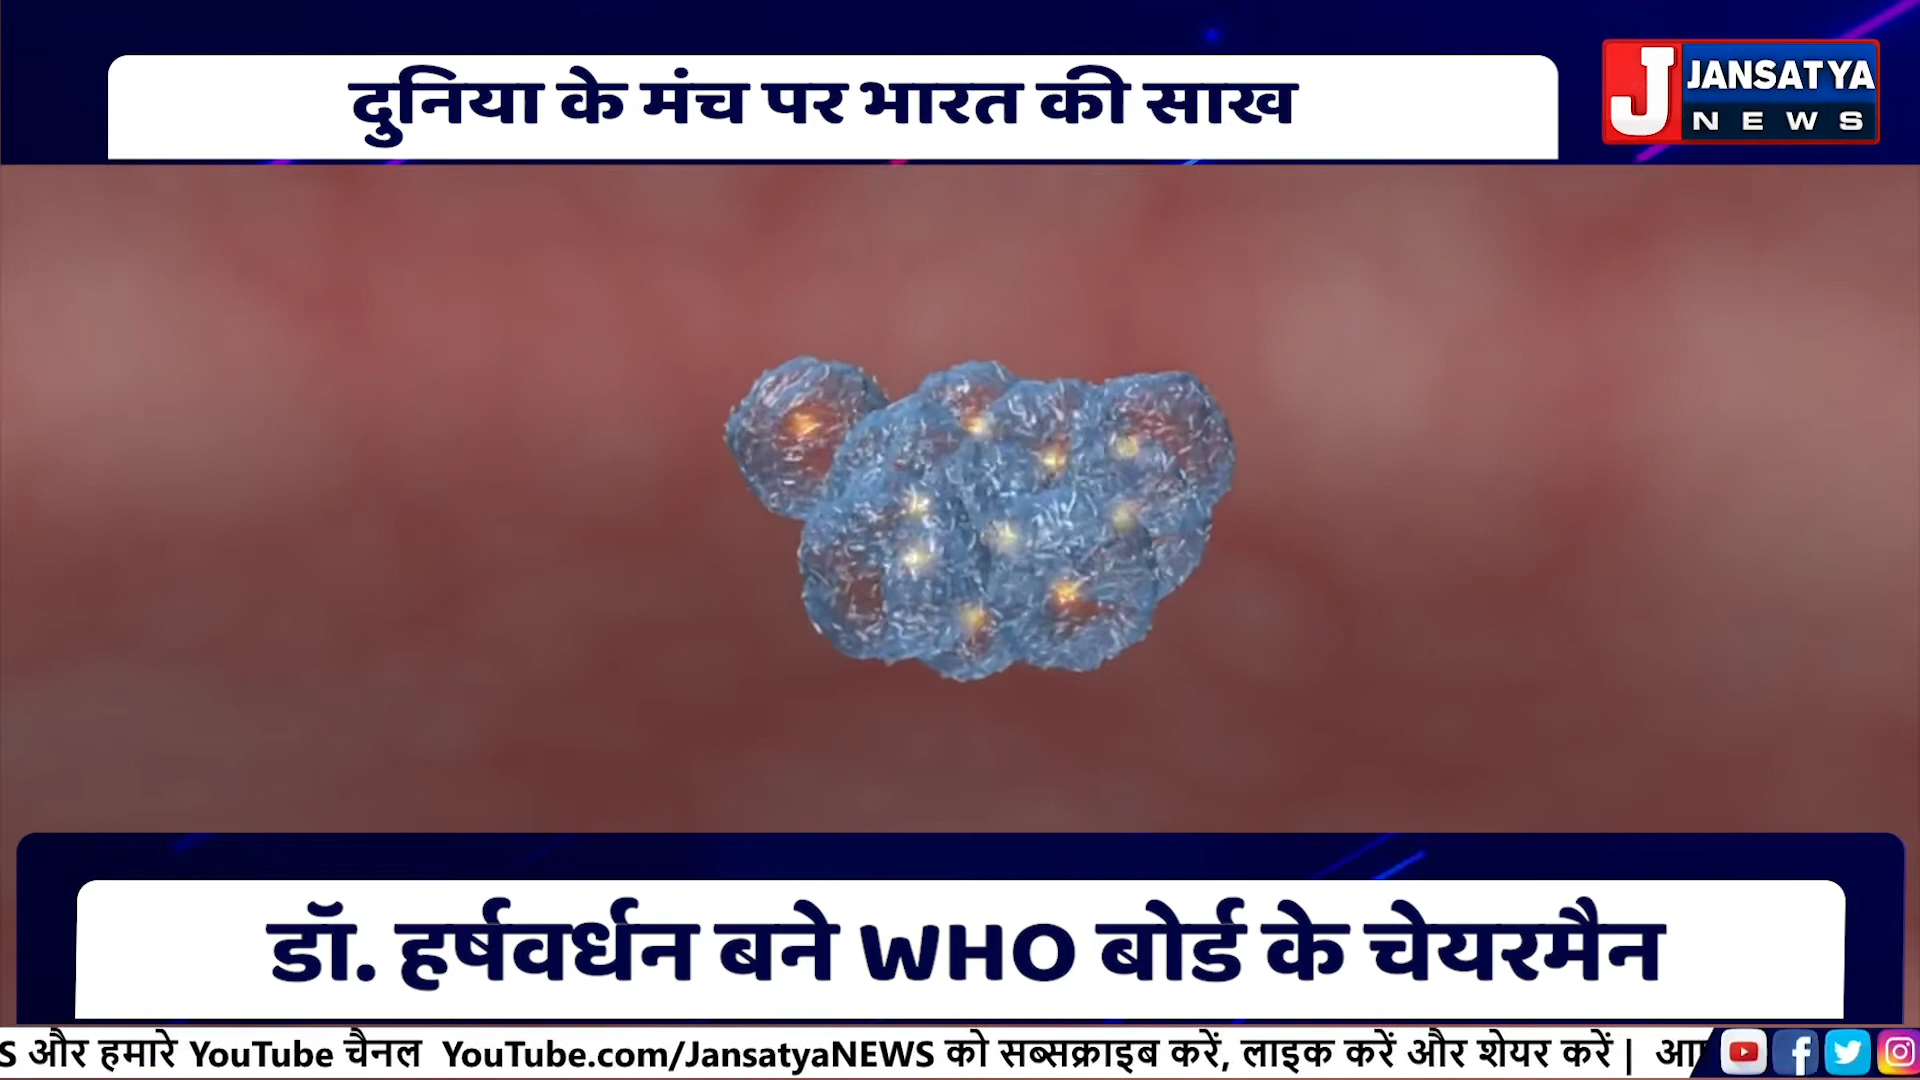 दुनिया के मंच पर भारत की साख
J JANSATYA
NEWS
डॉ. हर्षवर्धन बने WHO बोर्ड के चेयरमैन
S और हमारे YouTube चैनल YouTube.com/JansatyaNEWS को सब्सक्राइब करें, लाइक करें और शेयर करें |